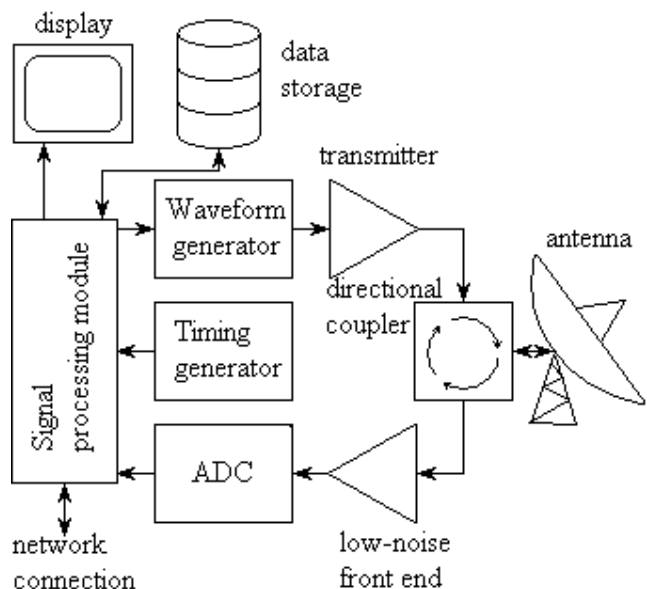 display
data
storage
transmitter
Waveform
generator
antenna
directional
coupler
Signal
processing module
Timing
generator
ADC
network
connection
low-noise
front end